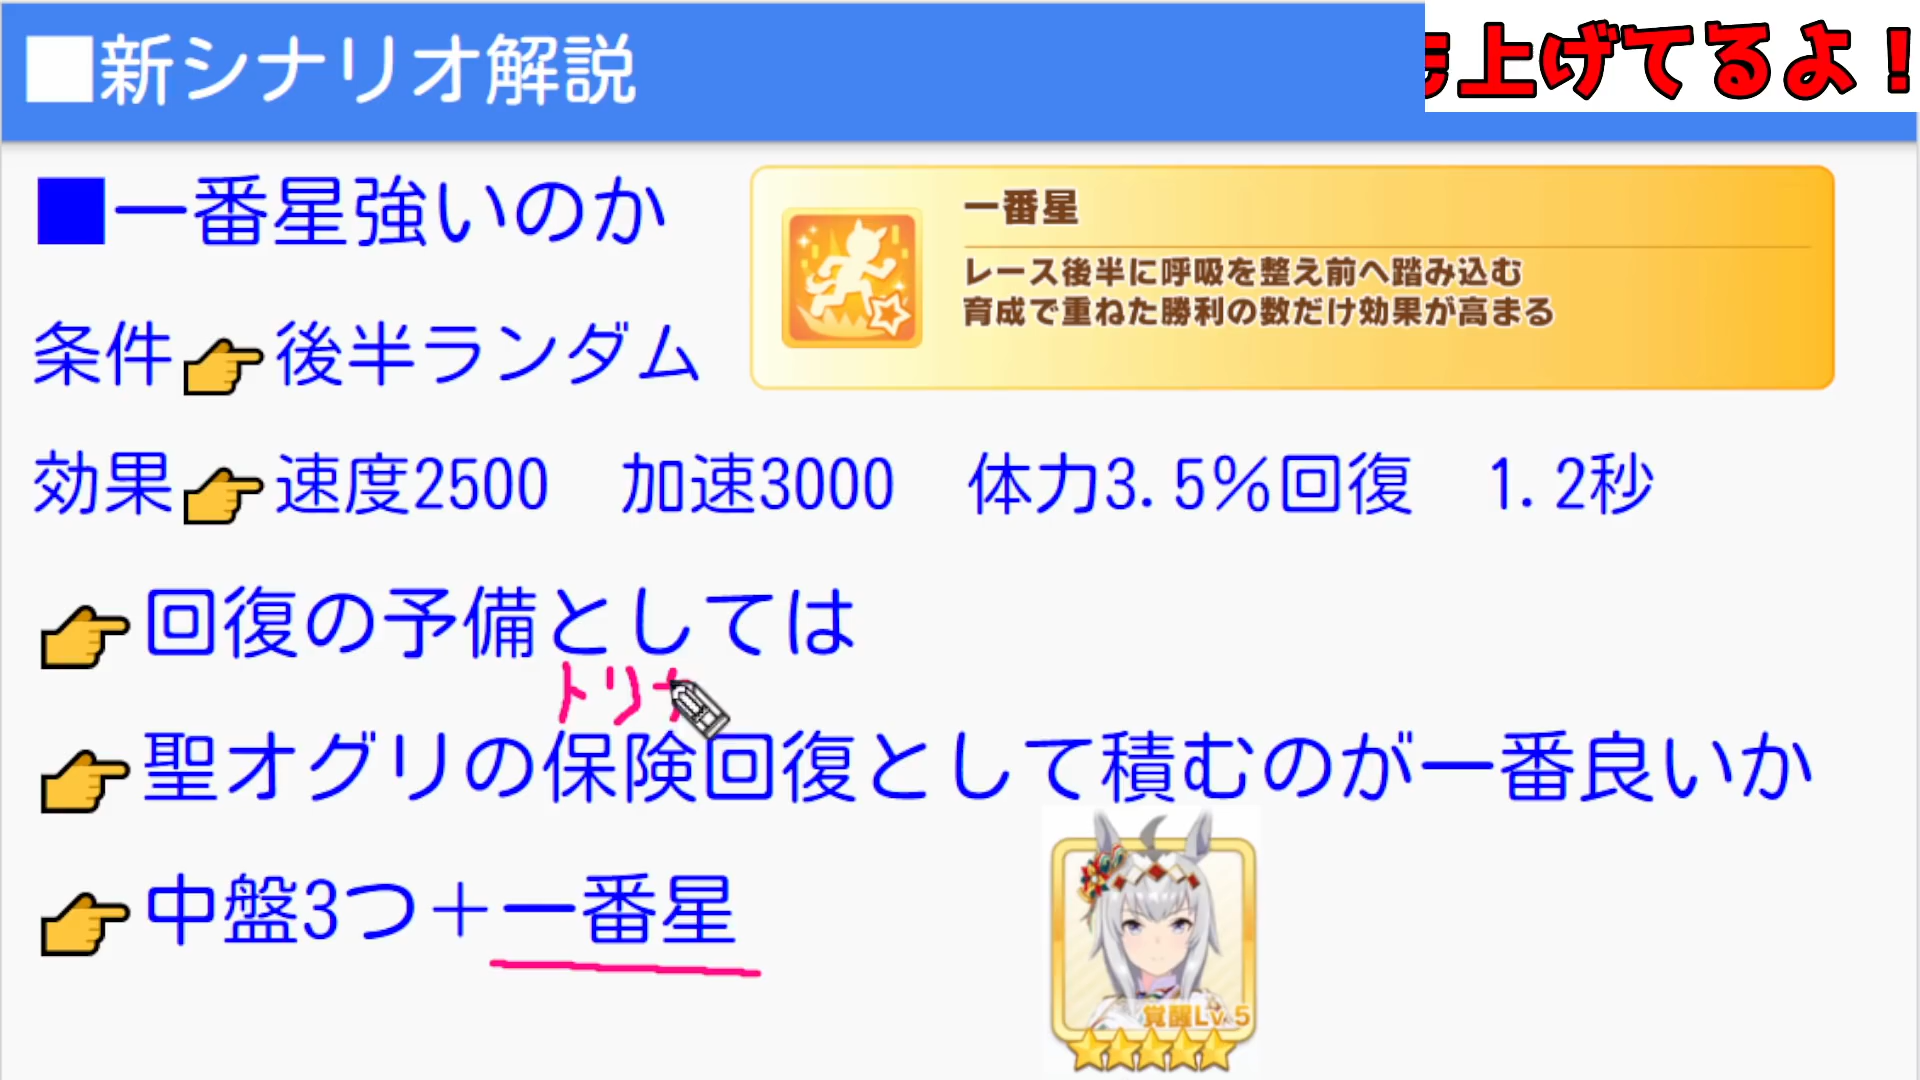 ■新シナリオ解説
上げてるよ!
■一番星強いのか
一番星
レース後半に呼吸を整え前へ踏み込む
育成で重ねた勝利の数だけ効果が高まる
条件👉後半ランダム
効果👉速度2500 加速3000 体力3.5%回復 1.2秒
👉回復の予備としては
トリ
👉聖オグリの保険回復として積むのが一番良いか
👉中盤3つ+一番星
覚醒Lv.5